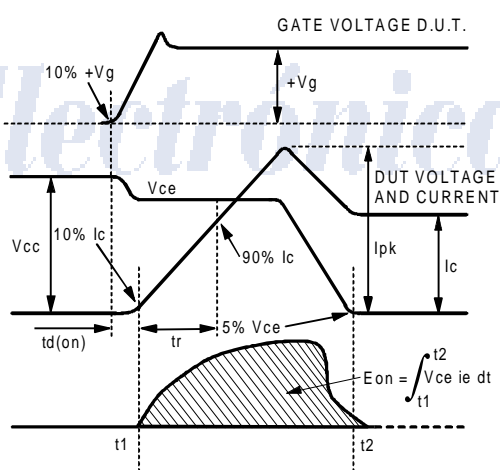 GATE VOLTAGE D.U.T.
10% +Vg
+Vg
Electrónica
DUT VOLTAGE
AND CURRENT
Vce
Vcc
10% Ic
90% Ic
Ipk
Ic
td(on)
tr
5% Vce
Eon = ∫ Vce ie dt
t2
t1
t1
t2